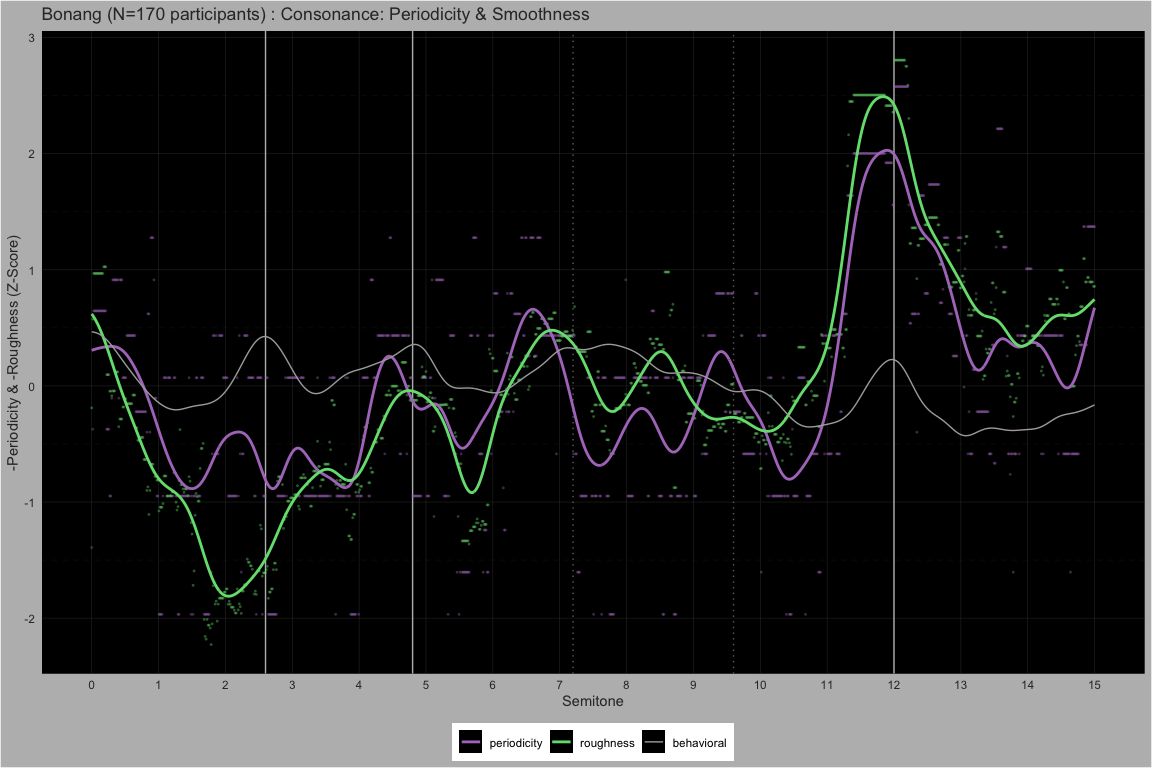 Bonang (N=170 participants) : Consonance: Periodicity & Smoothness
-Periodicity & -Roughness (Z-Score)
3
2
1
0
-1
-2
0 1 2 3 4 5 6 7 8 9 10 11 12 13 14 15
Semitone
periodicity roughness behavioral